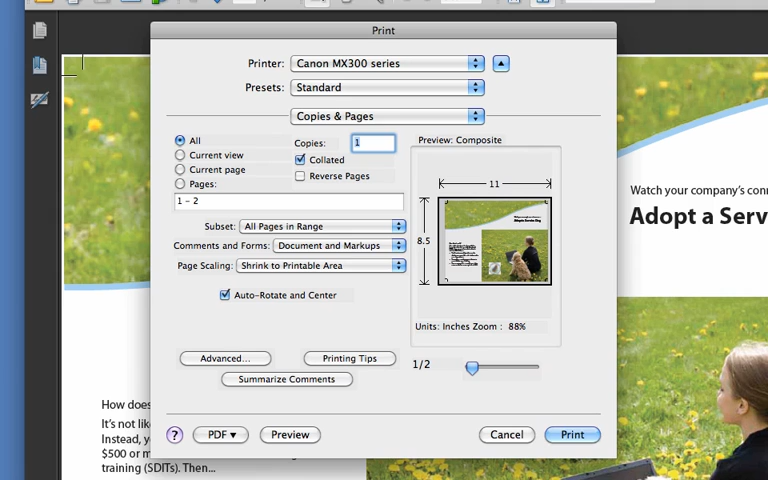 Print
Printer: Canon MX300 series
Presets: Standard
Copies & Pages
All
Current view
Current page
Pages:
1 - 2
Copies: 1
Collated
Reverse Pages
Subset: All Pages in Range
Comments and Forms: Document and Markups
Page Scaling: Shrink to Printable Area
Auto-Rotate and Center
Advanced...
Printing Tips
Summarize Comments
Preview: Composite
11
8.5
Units: Inches Zoom : 88%
1/2
?
PDF ▾
Preview
Cancel
Print
Watch your company's con
Adopt a Serv
How does
It's not lik
Instead, y
$500 or m
training (SDITs). Then...